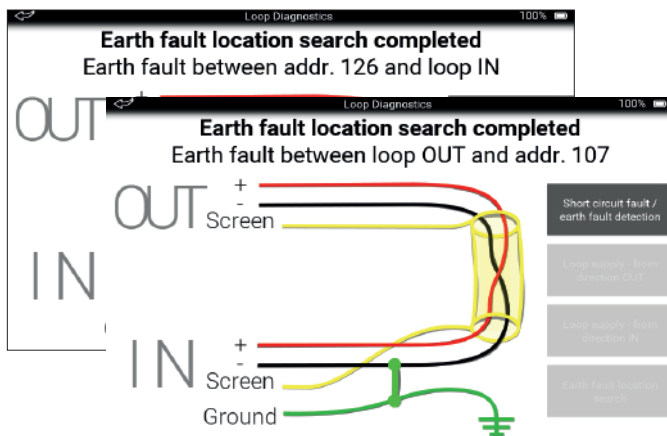 Loop Diagnostics
100%
Earth fault location search completed
Earth fault between addr. 126 and loop IN
OUT
+
IN
Loop Diagnostics
100%
Earth fault location search completed
Earth fault between loop OUT and addr. 107
OUT
+
-
Screen
IN
+
-
Screen
Ground
Short circuit fault /
earth fault detection
Loop supply - from
direction OUT
Loop supply - from
direction IN
Earth fault location
search